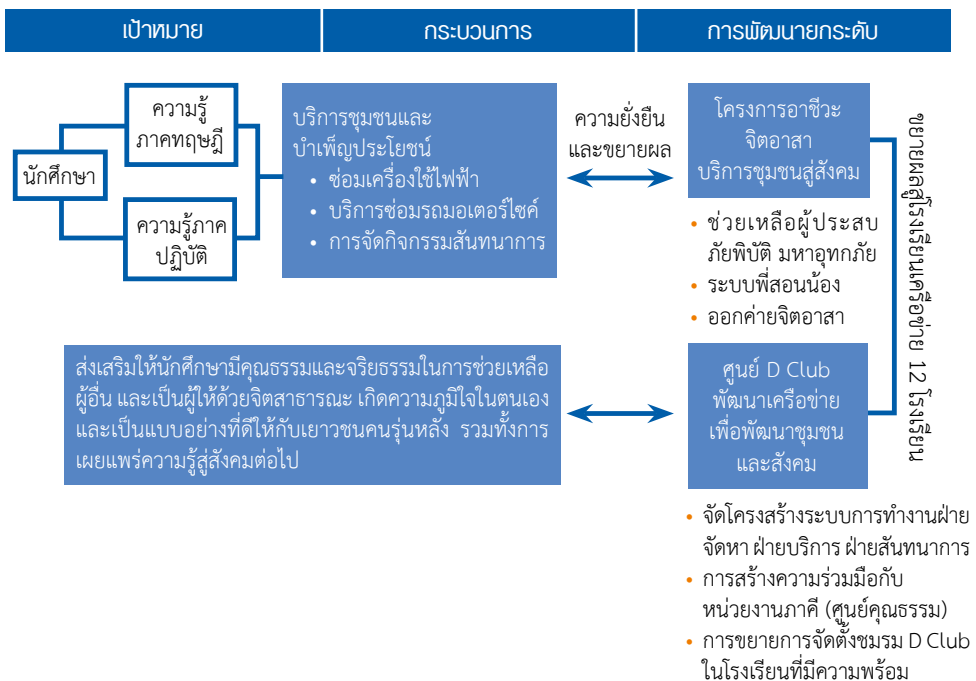 เป้าหมาย
กระบวนการ
การพัฒนายกระดับ
นักศึกษา
ความรู้
ภาคทฤษฎี
ความรู้ภาค
ปฏิบัติ
บริการชุมชนและ
บำเพ็ญประโยชน์
• ซ่อมเครื่องใช้ไฟฟ้า
• บริการซ่อมรถมอเตอร์ไซค์
• การจัดกิจกรรมสันทนาการ
ความยั่งยืน
และขยายผล
โครงการอาชีวะ
จิตอาสา
บริการชุมชนสู่สังคม
• ช่วยเหลือผู้ประสบ
ภัยพิบัติ มหาอุทกภัย
• ระบบพี่สอนน้อง
• ออกค่ายจิตอาสา
ขยายผลสู่โรงเรียนเครือข่าย 12 โรงเรียน
ส่งเสริมให้นักศึกษามีคุณธรรมและจริยธรรมในการช่วยเหลือ
ผู้อื่น และเป็นผู้ให้ด้วยจิตสาธารณะ เกิดความภูมิใจในตนเอง
และเป็นแบบอย่างที่ดีให้กับเยาวชนคนรุ่นหลัง รวมทั้งการ
เผยแพร่ความรู้สู่สังคมต่อไป
ศูนย์ D Club
พัฒนาเครือข่าย
เพื่อพัฒนาชุมชน
และสังคม
• จัดโครงสร้างระบบการทำงานฝ่าย
จัดหา ฝ่ายบริการ ฝ่ายสันทนาการ
• การสร้างความร่วมมือกับ
หน่วยงานภาคี (ศูนย์คุณธรรม)
• การขยายการจัดตั้งชมรม D Club
ในโรงเรียนที่มีความพร้อม